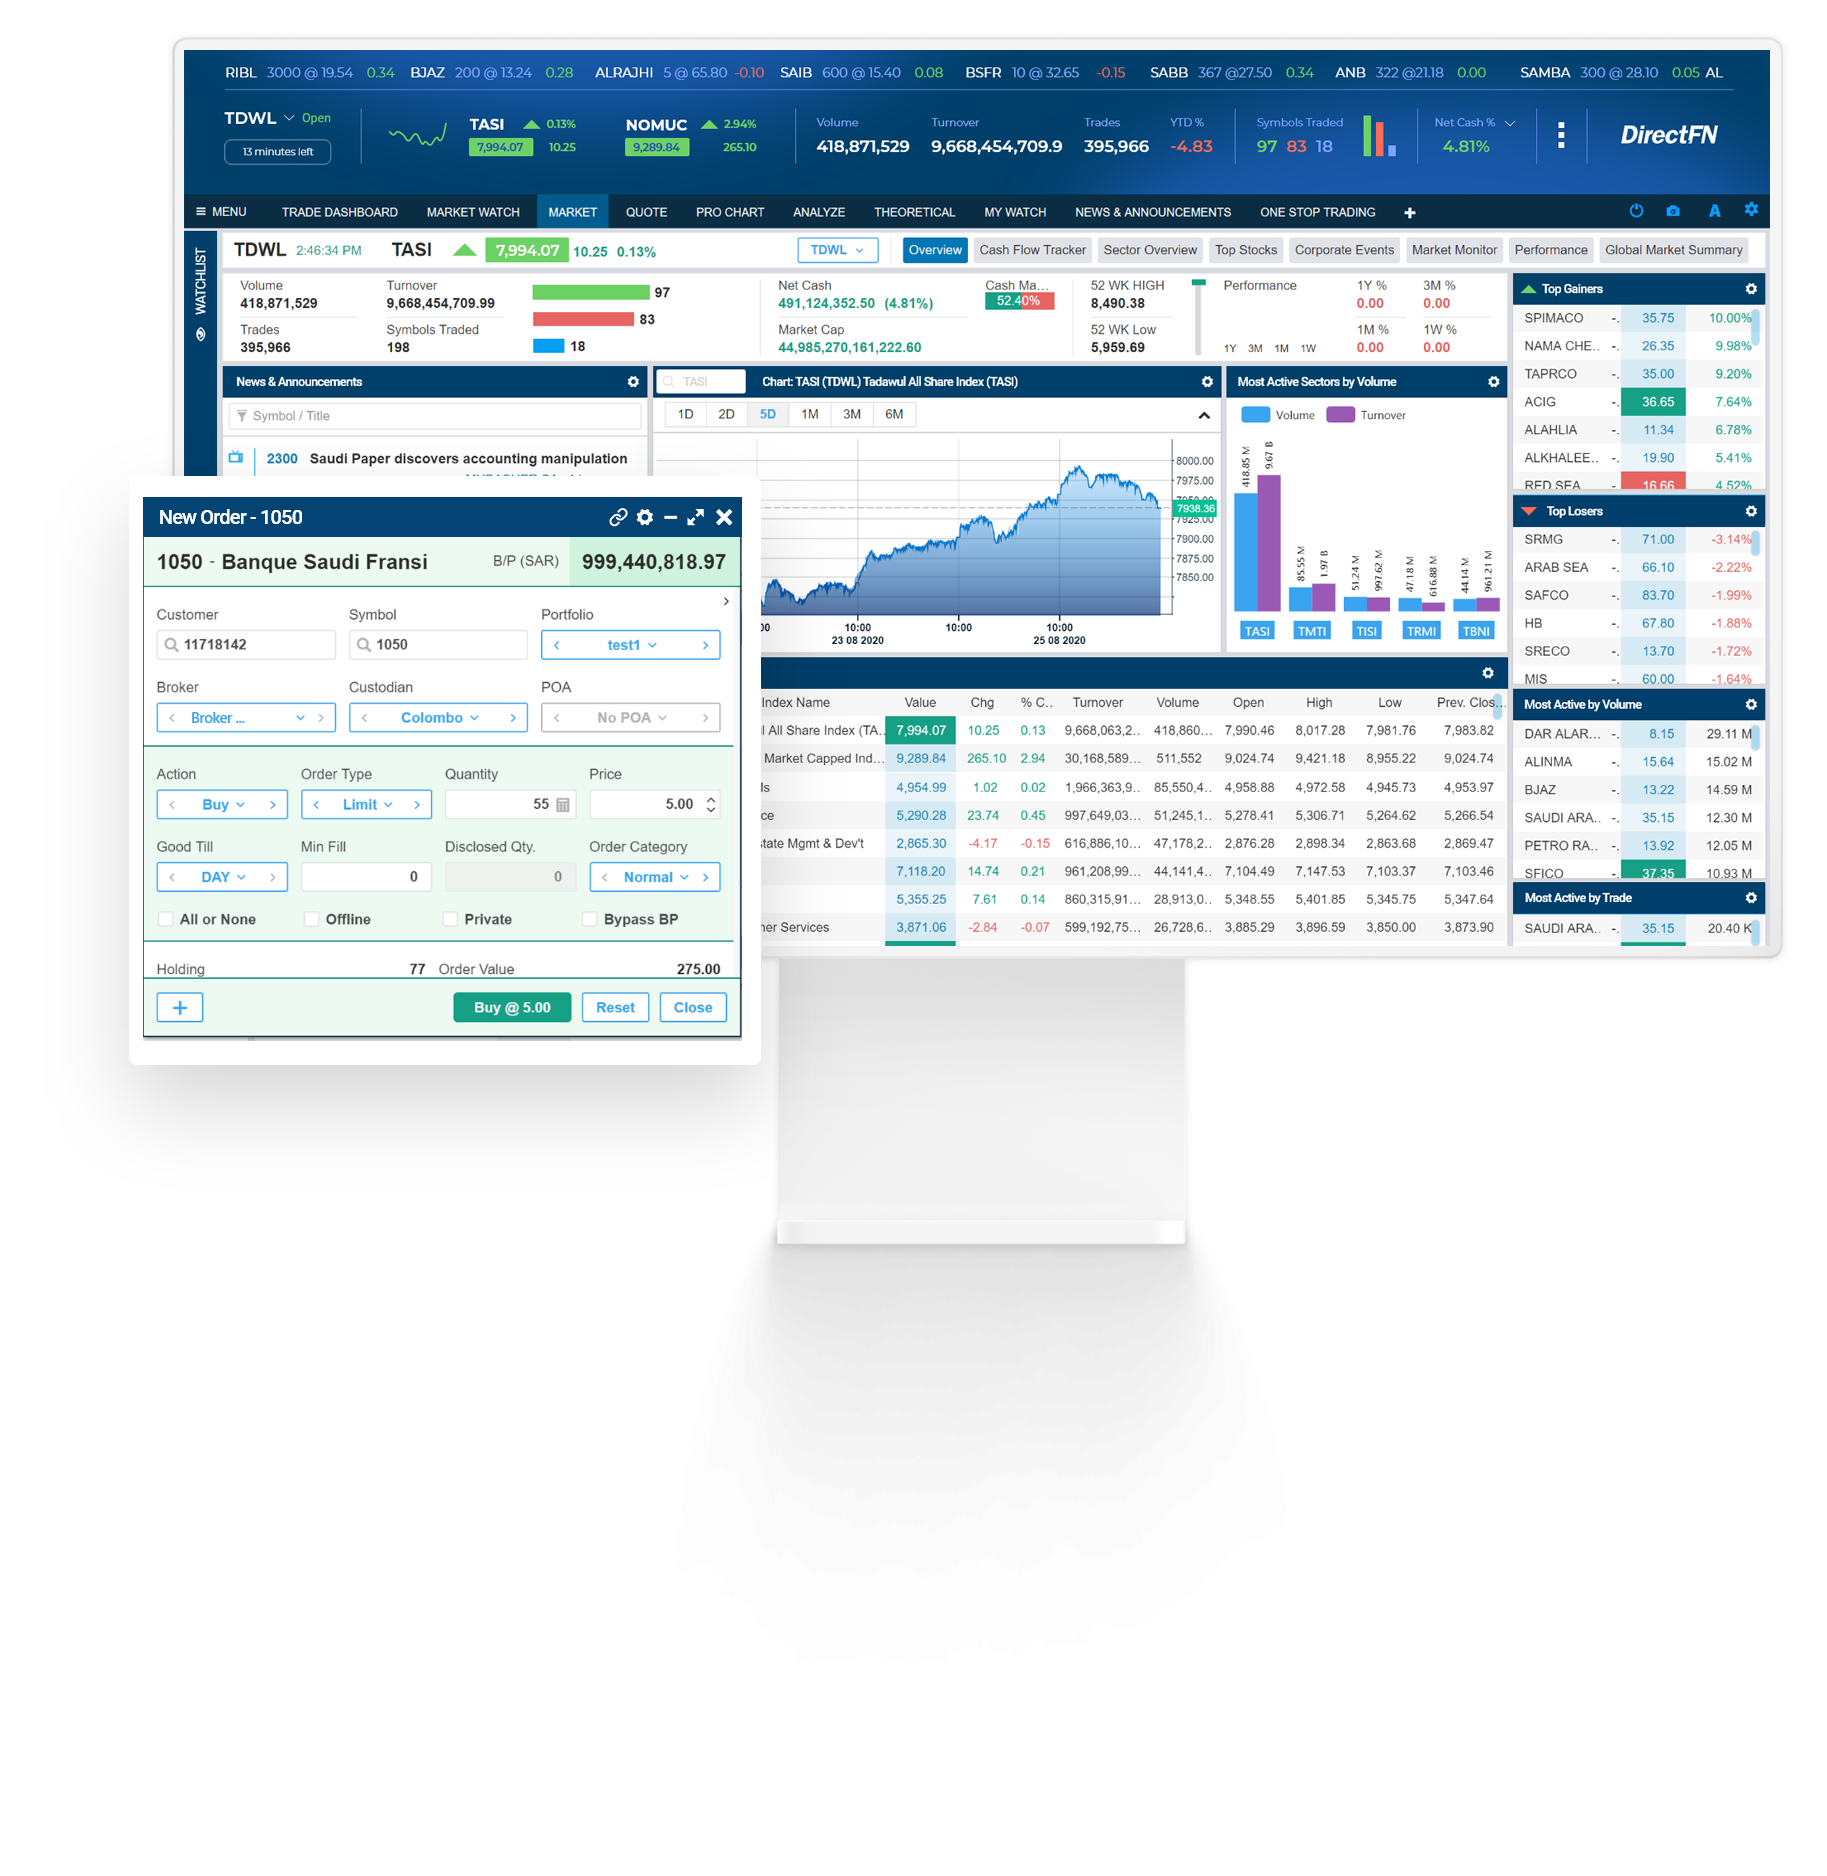 RIBL 3000 @ 19.54 0.34 BJAZ 200 @ 13.24 0.28 ALRAJHI 5 @ 65.80 -0.10 SAIB 600 @ 15.40 0.08 BSFR 10 @ 32.65 -0.15 SABB 367 @27.50 0.34 ANB 322 @21.18 0.00 SAMBA 300 @ 28.10 0.05 AL
TDWL Open
13 minutes left
TASI 0.13%
7,994.07 10.25
NOMUC 2.94%
9,289.84 265.10
Volume Turnover Trades YTD %
418,871,529 9,668,454,709.9 395,966 -4.83
Symbols Traded
97 83 18
Net Cash %
4.81%
DirectFN
MENU TRADE DASHBOARD MARKET WATCH MARKET QUOTE PRO CHART ANALYZE THEORETICAL MY WATCH NEWS & ANNOUNCEMENTS ONE STOP TRADING
A
WATCHLIST
TDWL 2:46:34 PM TASI 7,994.07 10.25 0.13% TDWL Overview Cash Flow Tracker Sector Overview Top Stocks Corporate Events Market Monitor Performance Global Market Summary
Volume Turnover
418,871,529 9,668,454,709.99
Trades Symbols Traded
395,966 198
97
83
18
Net Cash Cash Ma...
491,124,352.50 (4.81%) 52.40%
Market Cap
44,985,270,161,222.60
52 WK HIGH
8,490.38
52 WK Low
5,959.69
Performance
1Y 3M 1M 1W
1Y % 3M %
0.00 0.00
1M % 1W %
0.00 0.00
News & Announcements
Symbol / Title
2300 Saudi Paper discovers accounting manipulation
TASI Chart: TASI (TDWL) Tadawul All Share Index (TASI)
1D 2D 5D 1M 3M 6M
8000.00
7975.00
7938.36
7925.00
7900.00
7875.00
7850.00
10:00 10:00 10:00
23 08 2020 25 08 2020
Most Active Sectors by Volume
Volume Turnover
418.85 M 9.67 B
85.55 M 1.97 B
51.24 M 997.62 M
47.18 M 616.88 M
44.14 M 961.21 M
TASI TMTI TISI TRMI TBNI
Top Gainers
SPIMACO -. 35.75 10.00%
NAMA CHE.. -. 26.35 9.98%
TAPRCO -. 35.00 9.20%
ACIG -. 36.65 7.64%
ALAHLIA -. 11.34 6.78%
ALKHALEE.. -. 19.90 5.41%
RED SEA - 16.66 4.52%
Top Losers
SRMG -. 71.00 -3.14%
ARAB SEA -. 66.10 -2.22%
SAFCO -. 83.70 -1.99%
HB -. 67.80 -1.88%
SRECO -. 13.70 -1.72%
MIS -. 60.00 -1.64%
Most Active by Volume
DAR ALAR... -. 8.15 29.11 M
ALINMA -. 15.64 15.02 M
BJAZ -. 13.22 14.59 M
SAUDI ARA.. -. 35.15 12.30 M
PETRO RA.. -. 13.92 12.05 M
SFICO -. 37.35 10.93 M
Most Active by Trade
SAUDI ARA.. -. 35.15 20.40 K
Index Name Value Chg % C.. Turnover Volume Open High Low Prev. Clos...
All Share Index (TA.. 7,994.07 10.25 0.13 9,668,063,2... 418,860... 7,990.46 8,017.28 7,981.76 7,983.82
Market Capped Ind... 9,289.84 265.10 2.94 30,168,589... 511,552 9,024.74 9,421.18 8,955.22 9,024.74
ls 4,954.99 1.02 0.02 1,966,363,9.. 85,550,4.. 4,958.88 4,972.58 4,945.73 4,953.97
ce 5,290.28 23.74 0.45 997,649,03... 51,245,1.. 5,278.41 5,306.71 5,264.62 5,266.54
state Mgmt & Dev't 2,865.30 -4.17 -0.15 616,886,10... 47,178,2.. 2,876.28 2,898.34 2,863.68 2,869.47
7,118.20 14.74 0.21 961,208,99... 44,141,4.. 7,104.49 7,147.53 7,103.37 7,103.46
5,355.25 7.61 0.14 860,315,91... 28,913,0.. 5,348.55 5,401.85 5,345.75 5,347.64
ner Services 3,871.06 -2.84 -0.07 599,192,75... 26,728,6.. 3,885.29 3,896.59 3,850.00 3,873.90
New Order - 1050
1050 - Banque Saudi Fransi B/P (SAR) 999,440,818.97
Customer Symbol Portfolio
11718142 1050 test1
Broker Custodian POA
Broker ... Colombo No POA
Action Order Type Quantity Price
Buy Limit 55 5.00
Good Till Min Fill Disclosed Qty. Order Category
DAY 0 0 Normal
All or None Offline Private Bypass BP
Holding 77 Order Value 275.00
+ Buy @ 5.00 Reset Close